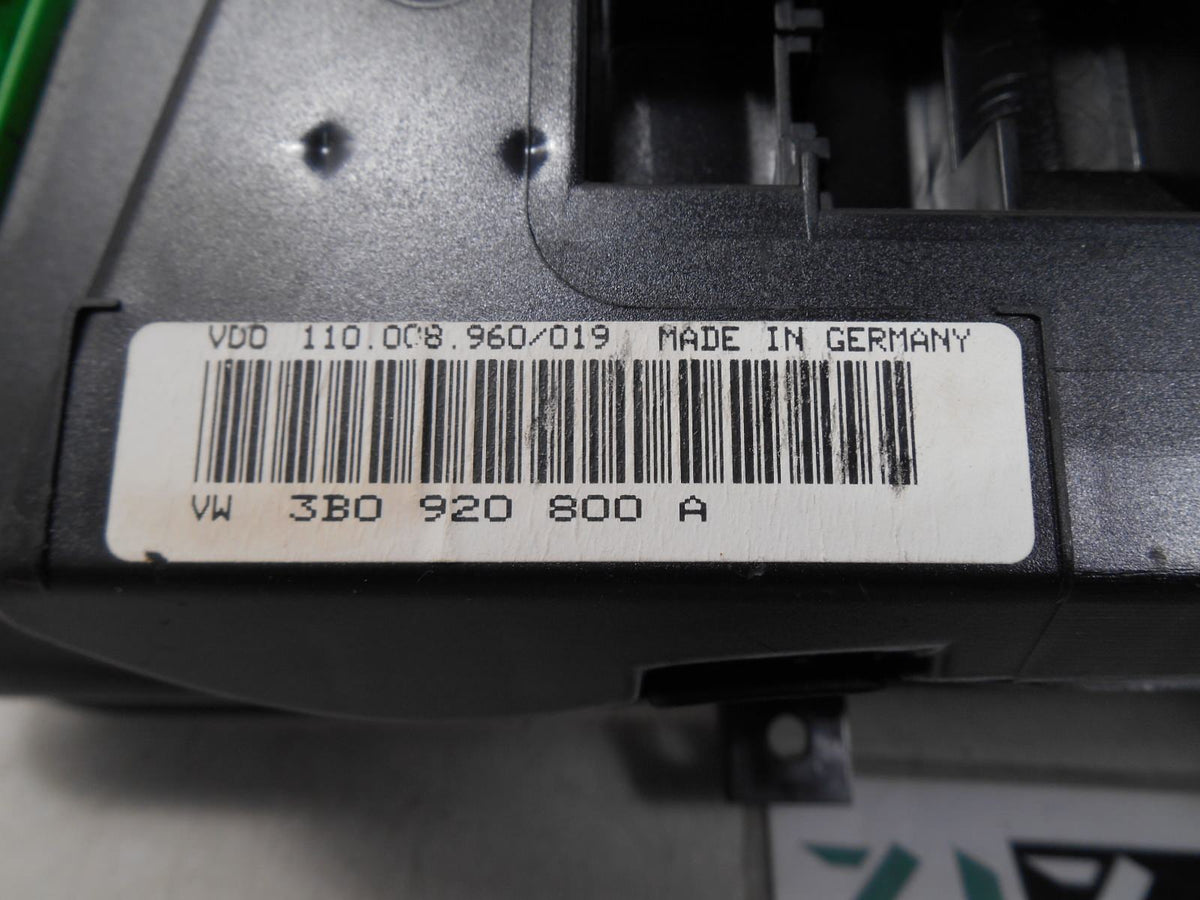 VDO 110.008.960/019 MADE IN GERMANY
VW 3B0 920 800 A